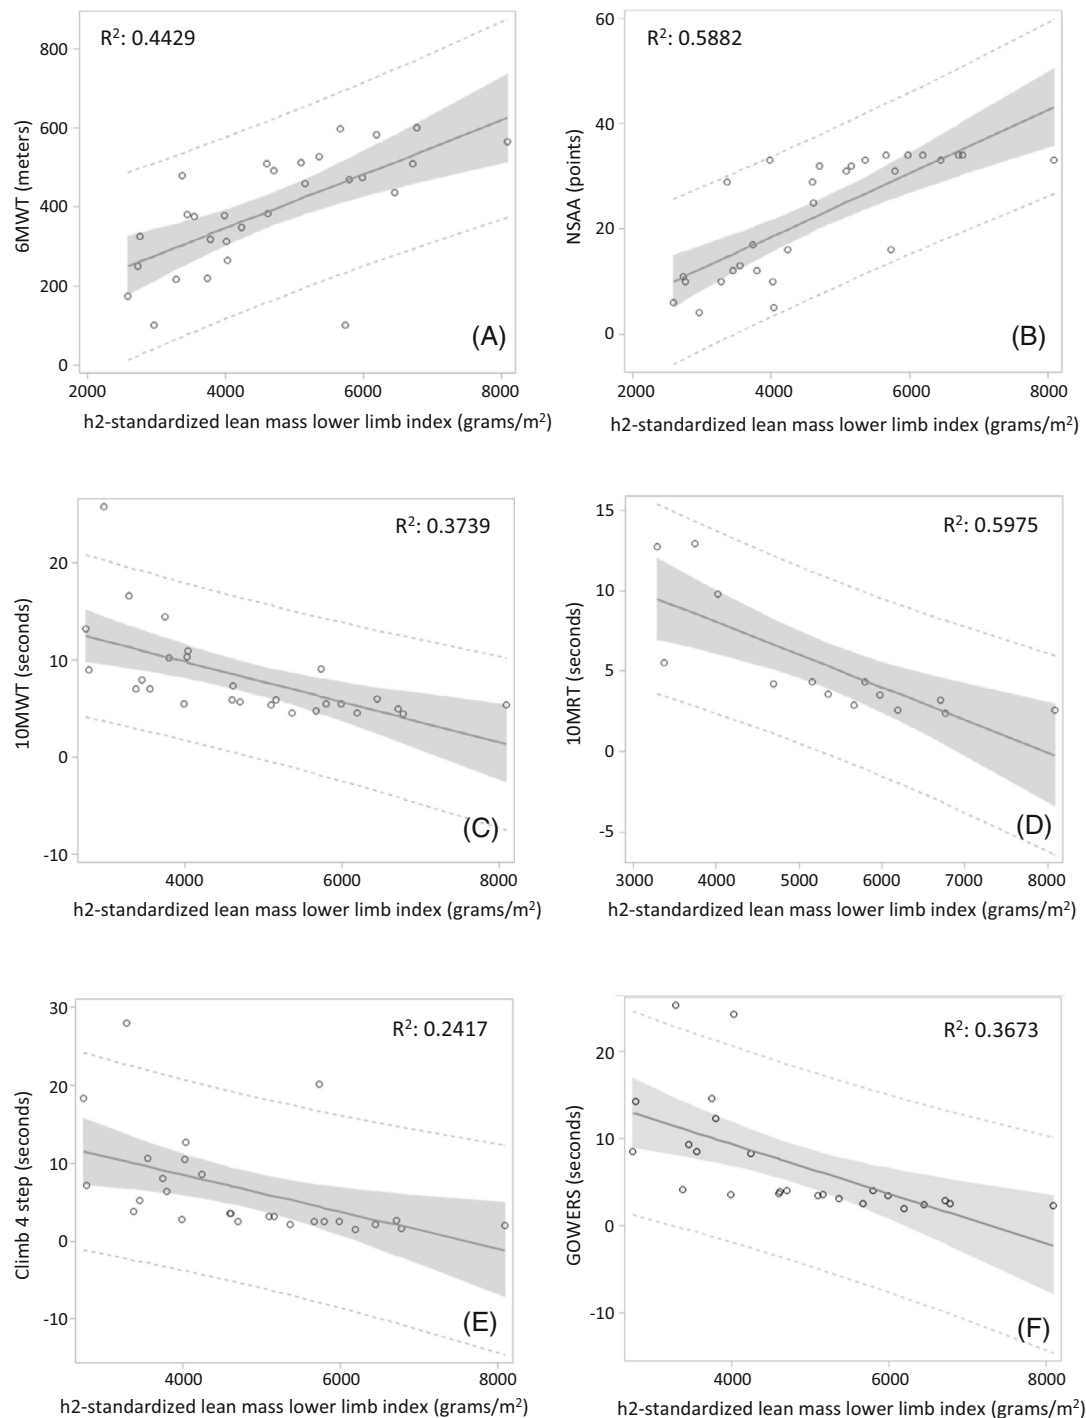 R²: 0.4429
6MWT (meters)
800
600
400
200
0
(A)
2000 4000 6000 8000
h2-standardized lean mass lower limb index (grams/m²)
R²: 0.5882
NSAA (points)
60
40
20
0
(B)
2000 4000 6000 8000
h2-standardized lean mass lower limb index (grams/m²)
R²: 0.3739
10MWT (seconds)
20
10
0
-10
(C)
4000 6000 8000
h2-standardized lean mass lower limb index (grams/m²)
R²: 0.5975
10MRT (seconds)
15
10
5
0
-5
(D)
3000 4000 5000 6000 7000 8000
h2-standardized lean mass lower limb index (grams/m²)
R²: 0.2417
Climb 4 step (seconds)
30
20
10
0
-10
(E)
4000 6000 8000
h2-standardized lean mass lower limb index (grams/m²)
R²: 0.3673
GOWERS (seconds)
20
10
0
-10
(F)
4000 6000 8000
h2-standardized lean mass lower limb index (grams/m²)